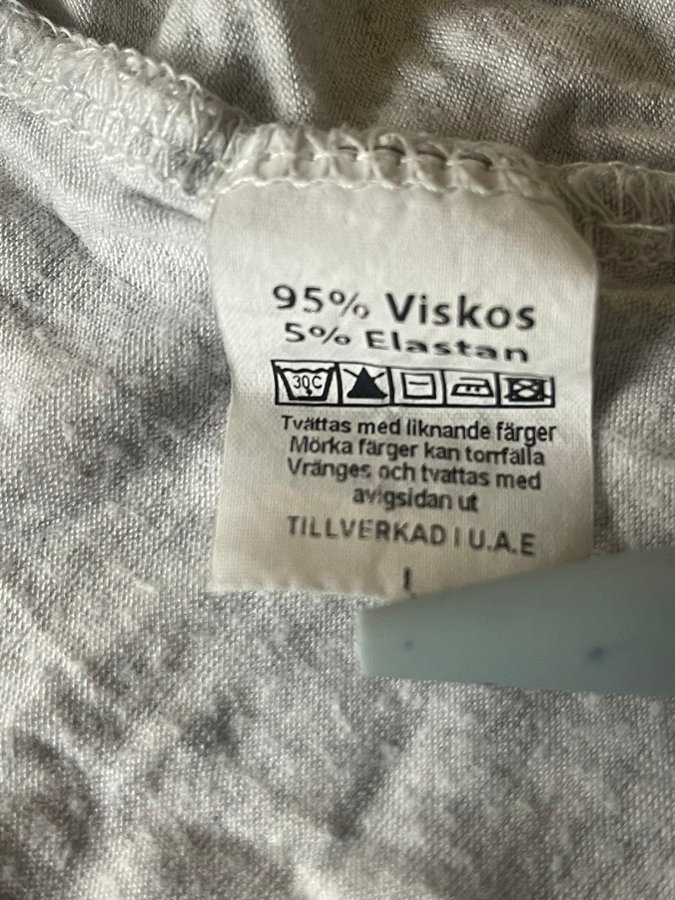 95% Viskos
5% Elastan
30C
Tvättas med liknande färger
Mörka färger kan torrfälla
Vränges och tvattas med
avigsidan ut
TILLVERKAD I U.A.E